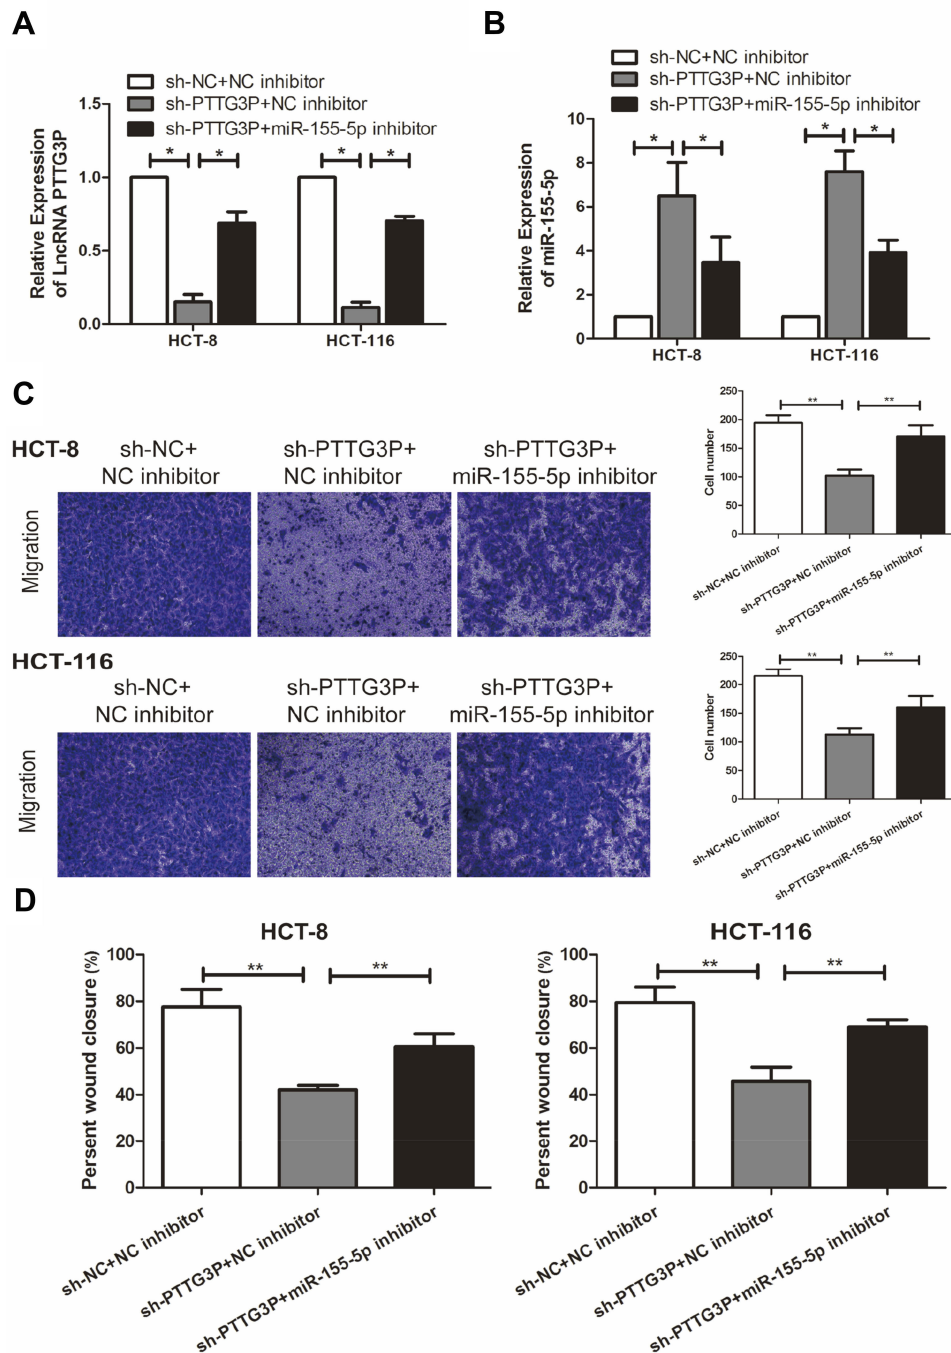 A
sh-NC+NC inhibitor
sh-PTTG3P+NC inhibitor
sh-PTTG3P+miR-155-5p inhibitor
Relative Expression
of LncRNA PTTG3P
1.5
1.0
0.5
0.0
* * * *
HCT-8 HCT-116
B
sh-NC+NC inhibitor
sh-PTTG3P+NC inhibitor
sh-PTTG3P+miR-155-5p inhibitor
Relative Expression
of miR-155-5p
10
8
6
4
2
0
* * * *
HCT-8 HCT-116
C
HCT-8
sh-NC+
NC inhibitor
sh-PTTG3P+
NC inhibitor
sh-PTTG3P+
miR-155-5p inhibitor
Migration
Cell number
250
200
150
100
50
0
** **
sh-NC+NC inhibitor
sh-PTTG3P+NC inhibitor
sh-PTTG3P+miR-155-5p inhibitor
HCT-116
sh-NC+
NC inhibitor
sh-PTTG3P+
NC inhibitor
sh-PTTG3P+
miR-155-5p inhibitor
Migration
Cell number
250
200
150
100
50
0
** **
sh-NC+NC inhibitor
sh-PTTG3P+NC inhibitor
sh-PTTG3P+miR-155-5p inhibitor
D
HCT-8
Persent wound closure (%)
100
80
60
40
20
0
** **
sh-NC+NC inhibitor
sh-PTTG3P+NC inhibitor
sh-PTTG3P+miR-155-5p inhibitor
HCT-116
Persent wound closure (%)
100
80
60
40
20
0
** **
sh-NC+NC inhibitor
sh-PTTG3P+NC inhibitor
sh-PTTG3P+miR-155-5p inhibitor